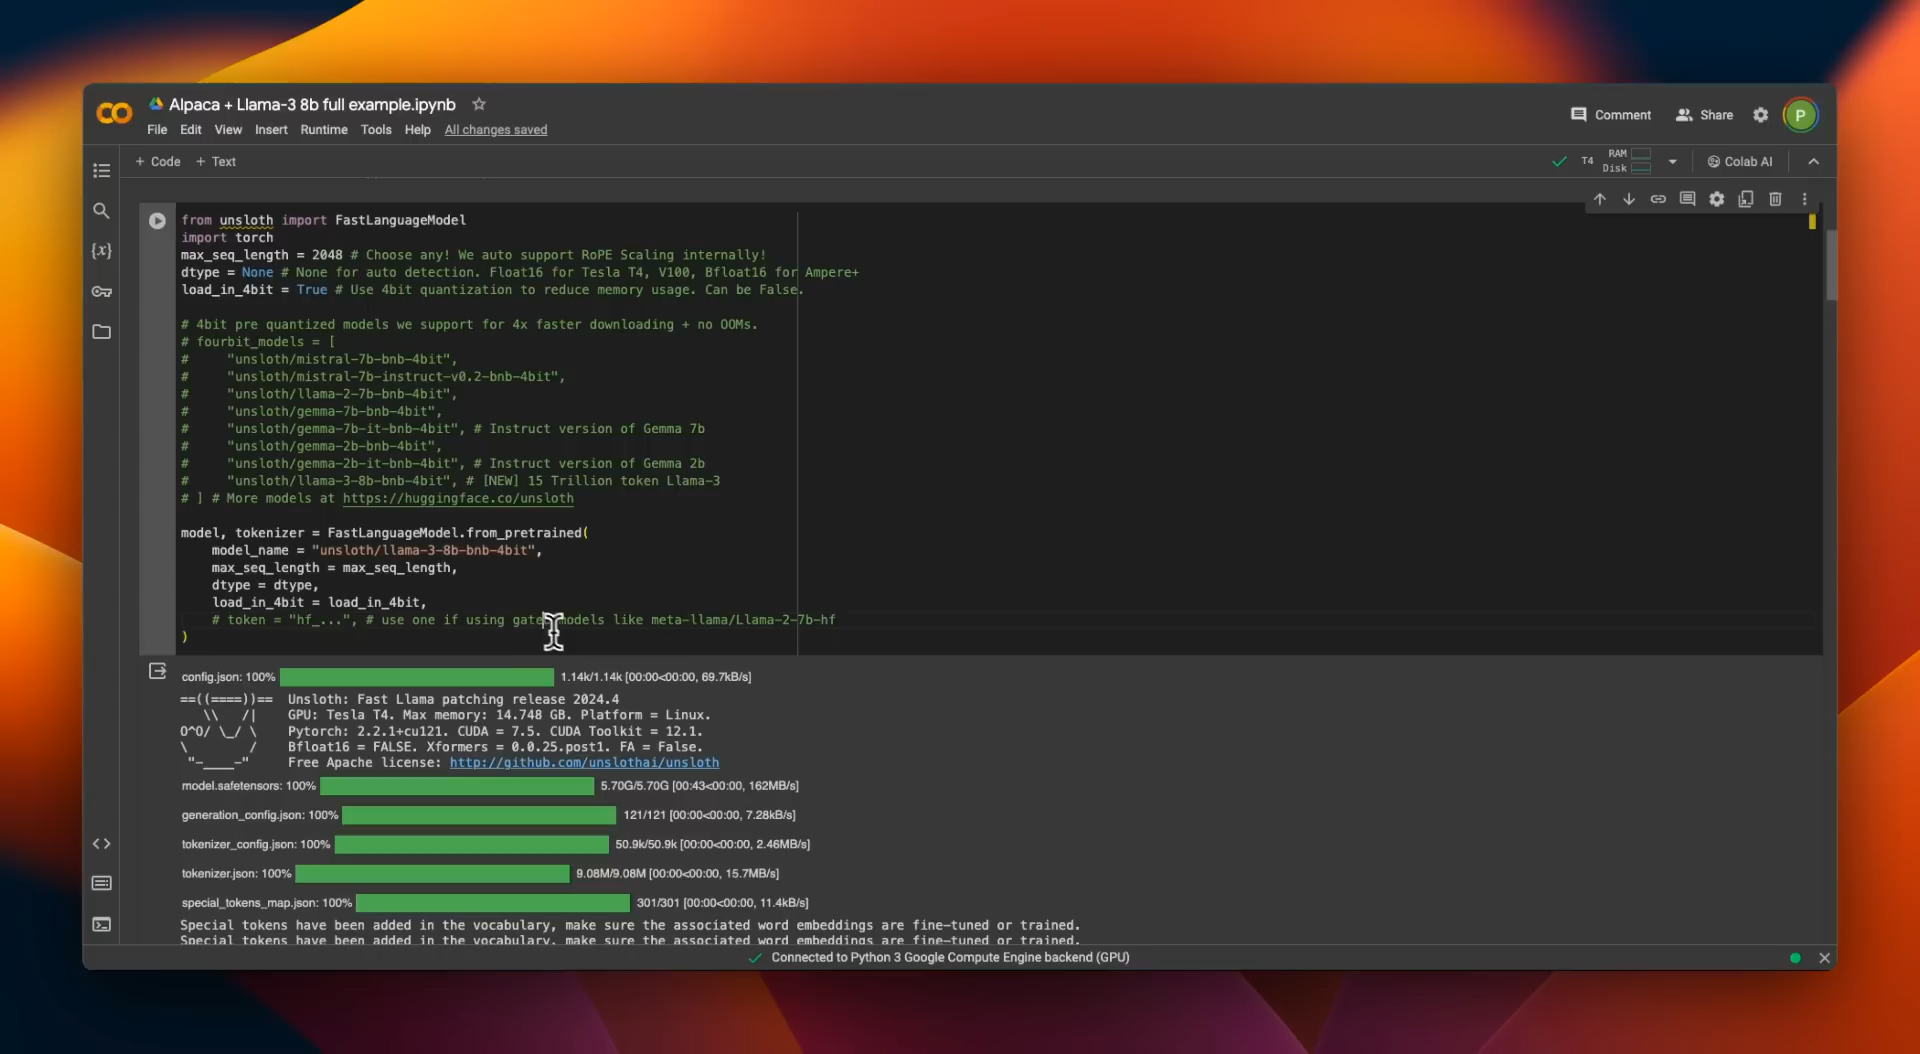 Alpaca + Llama-3 8b full example.ipynb
File Edit View Insert Runtime Tools Help All changes saved
Comment Share P
+ Code + Text
T4 RAM Disk Colab AI
from unsloth import FastLanguageModel
import torch
max_seq_length = 2048 # Choose any! We auto support RoPE Scaling internally!
dtype = None # None for auto detection. Float16 for Tesla T4, V100, Bfloat16 for Ampere+
load_in_4bit = True # Use 4bit quantization to reduce memory usage. Can be False.
# 4bit pre quantized models we support for 4x faster downloading + no OOMs.
# fourbit_models = [
#     "unsloth/mistral-7b-bnb-4bit",
#     "unsloth/mistral-7b-instruct-v0.2-bnb-4bit",
#     "unsloth/llama-2-7b-bnb-4bit",
#     "unsloth/gemma-7b-bnb-4bit",
#     "unsloth/gemma-7b-it-bnb-4bit", # Instruct version of Gemma 7b
#     "unsloth/gemma-2b-bnb-4bit",
#     "unsloth/gemma-2b-it-bnb-4bit", # Instruct version of Gemma 2b
#     "unsloth/llama-3-8b-bnb-4bit", # [NEW] 15 Trillion token Llama-3
# ] # More models at https://huggingface.co/unsloth
model, tokenizer = FastLanguageModel.from_pretrained(
    model_name = "unsloth/llama-3-8b-bnb-4bit",
    max_seq_length = max_seq_length,
    dtype = dtype,
    load_in_4bit = load_in_4bit,
    # token = "hf_...", # use one if using gated models like meta-llama/Llama-2-7b-hf
)
config.json: 100% 1.14k/1.14k [00:00<00:00, 69.7kB/s]
==((====))==  Unsloth: Fast Llama patching release 2024.4
   \\   /|    GPU: Tesla T4. Max memory: 14.748 GB. Platform = Linux.
O^O/ \_/ \    Pytorch: 2.2.1+cu121. CUDA = 7.5. CUDA Toolkit = 12.1.
\        /    Bfloat16 = FALSE. Xformers = 0.0.25.post1. FA = False.
 "-____-"     Free Apache license: http://github.com/unslothai/unsloth
model.safetensors: 100% 5.70G/5.70G [00:43<00:00, 162MB/s]
generation_config.json: 100% 121/121 [00:00<00:00, 7.28kB/s]
tokenizer_config.json: 100% 50.9k/50.9k [00:00<00:00, 2.46MB/s]
tokenizer.json: 100% 9.08M/9.08M [00:00<00:00, 15.7MB/s]
special_tokens_map.json: 100% 301/301 [00:00<00:00, 11.4kB/s]
Special tokens have been added in the vocabulary, make sure the associated word embeddings are fine-tuned or trained.
Special tokens have been added in the vocabulary, make sure the associated word embeddings are fine-tuned or trained.
Connected to Python 3 Google Compute Engine backend (GPU)